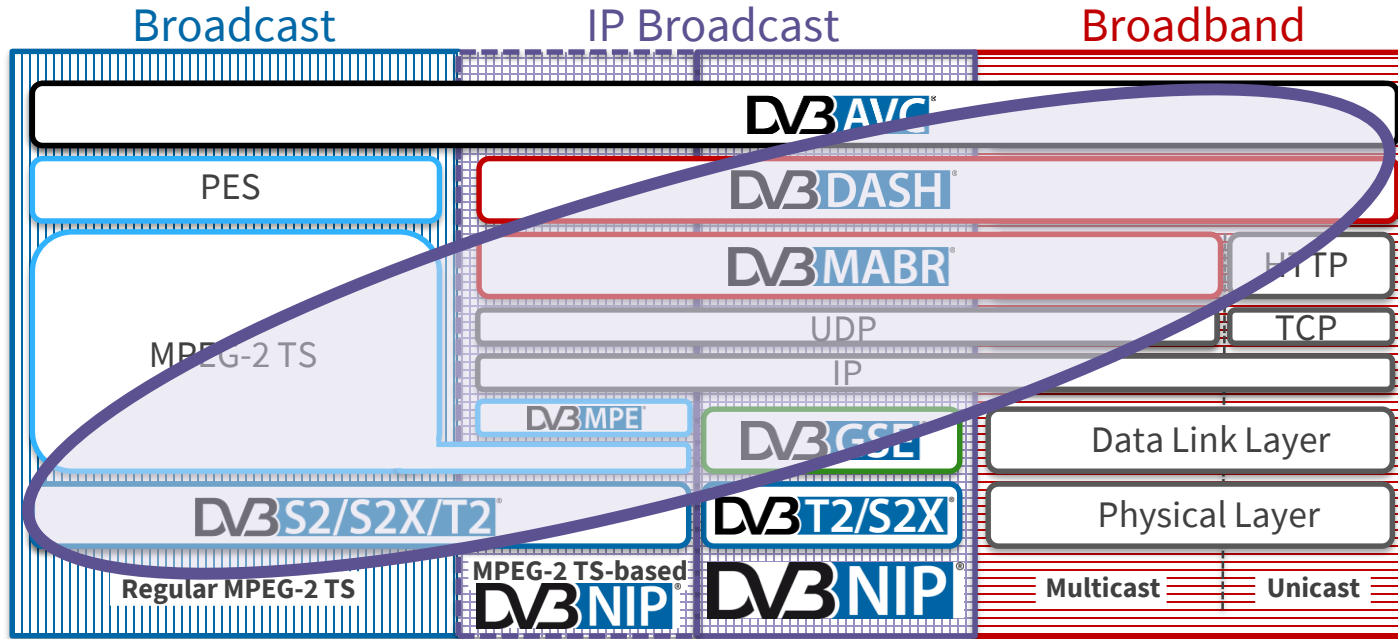 Broadcast IP Broadcast Broadband
DVB AVC®
PES DVB DASH®
DVB MABR® HTTP
MPEG-2 TS UDP TCP
IP
DVB MPE® DVB GSE® Data Link Layer
DVB S2/S2X/T2® DVB T2/S2X® Physical Layer
Regular MPEG-2 TS MPEG-2 TS-based Multicast Unicast
DVB NIP® DVB NIP®